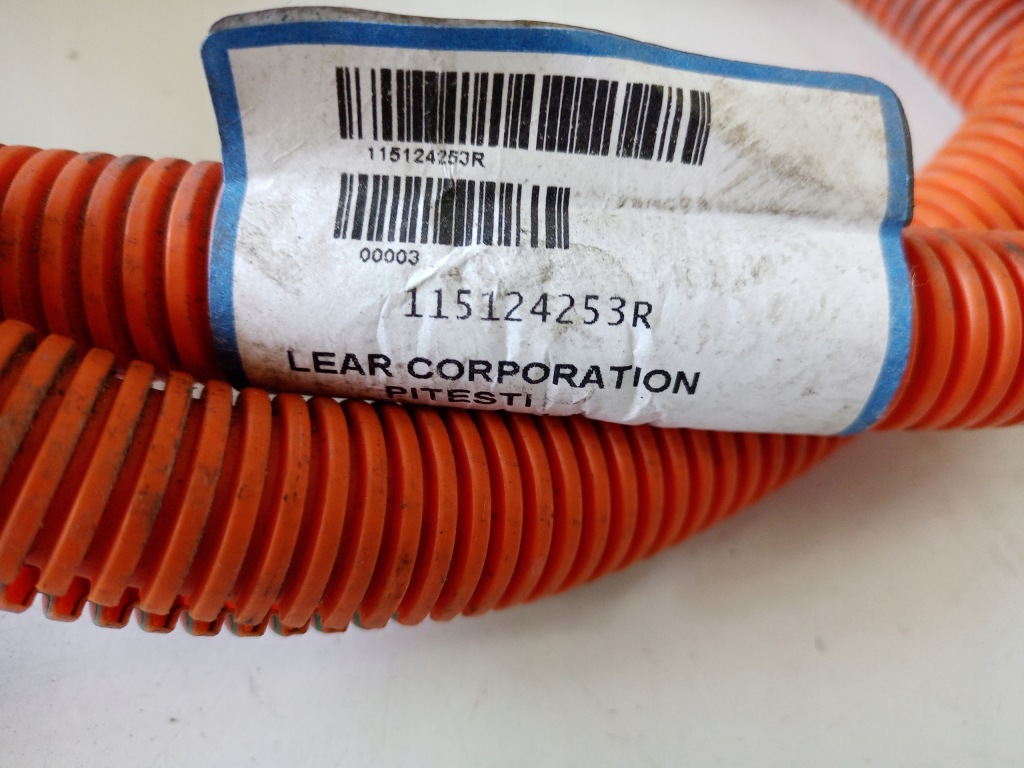 115124253R
00003
115124253R
LEAR CORPORATION
PITESTI